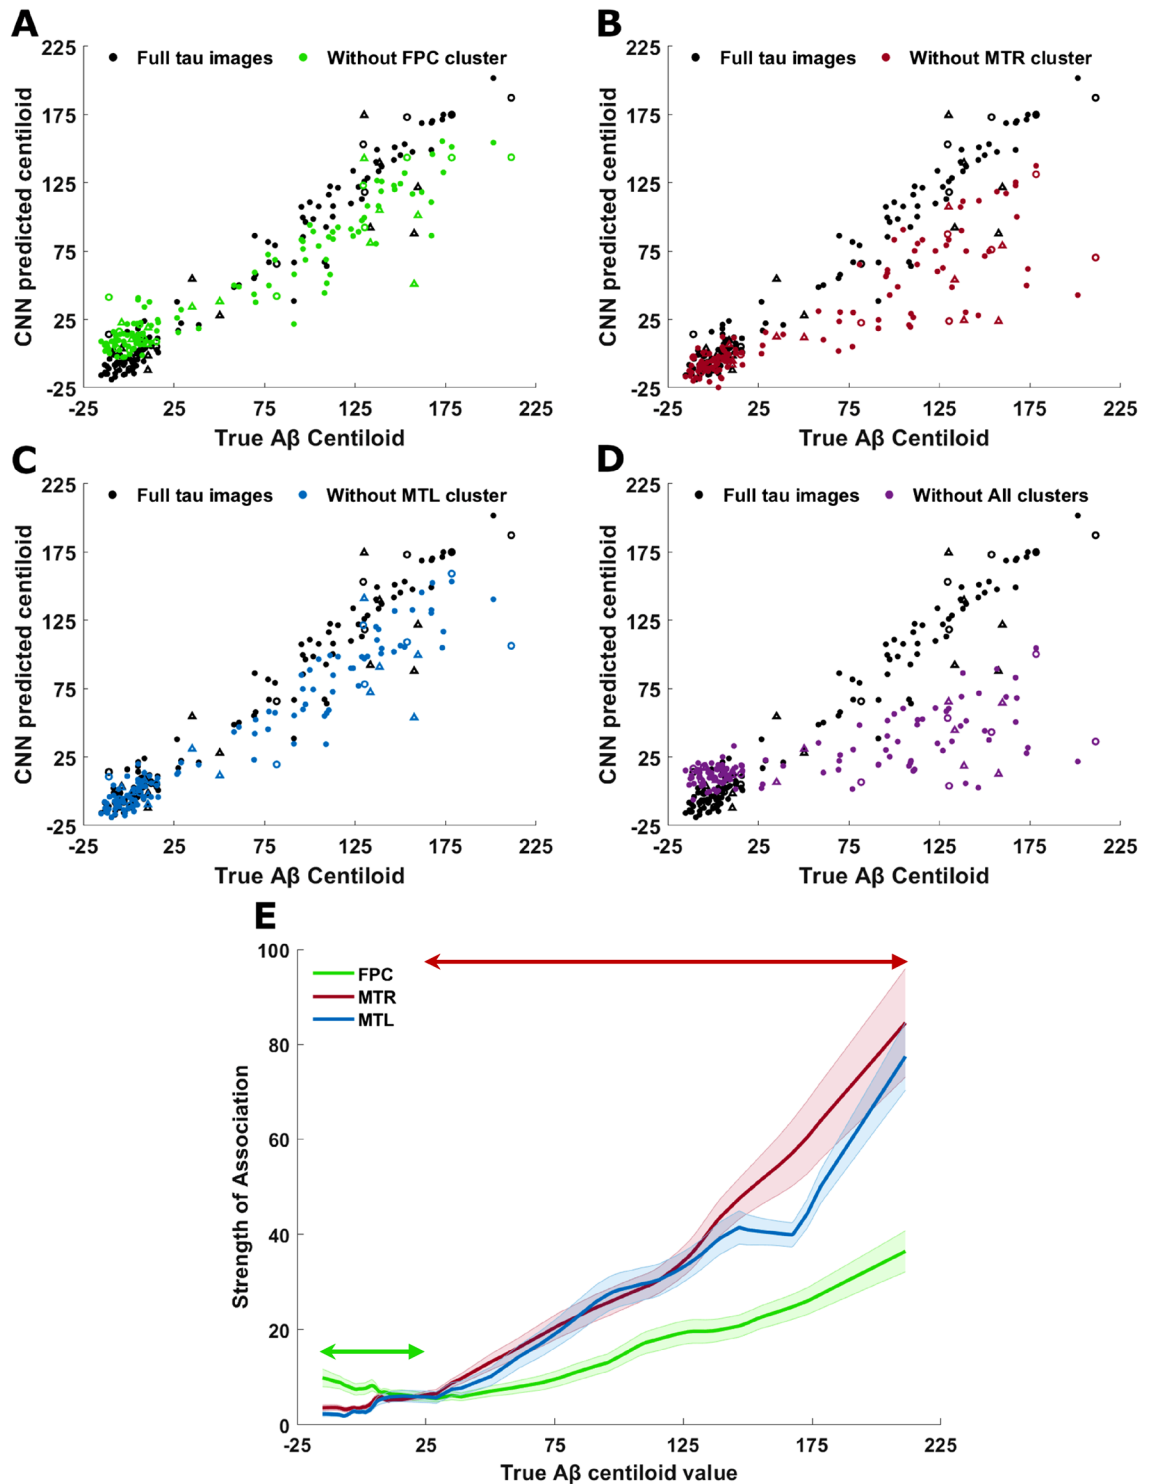 A
B
225
175
125
75
25
-25
Full tau images
Without FPC cluster
CNN predicted centiloid
-25
25
75
125
175
225
True Aβ Centiloid
225
175
125
75
25
-25
Full tau images
Without MTR cluster
CNN predicted centiloid
-25
25
75
125
175
225
True Aβ Centiloid
C
D
225
175
125
75
25
-25
Full tau images
Without MTL cluster
CNN predicted centiloid
-25
25
75
125
175
225
True Aβ Centiloid
225
175
125
75
25
-25
Full tau images
Without All clusters
CNN predicted centiloid
-25
25
75
125
175
225
True Aβ Centiloid
E
100
80
60
40
20
0
FPC
MTR
MTL
Strength of Association
-25
25
75
125
175
225
True Aβ centiloid value